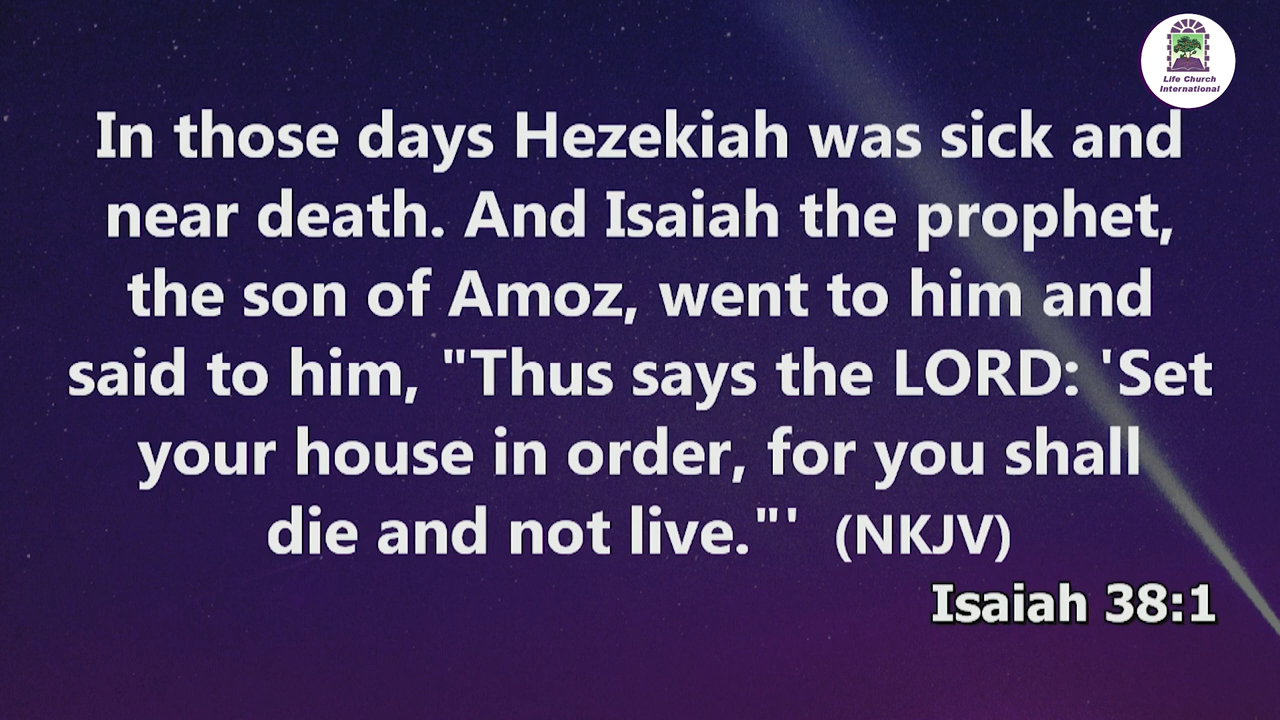 Life Church
International
In those days Hezekiah was sick and
near death. And Isaiah the prophet,
the son of Amoz, went to him and
said to him, "Thus says the LORD: 'Set
your house in order, for you shall
die and not live."' (NKJV)
Isaiah 38:1